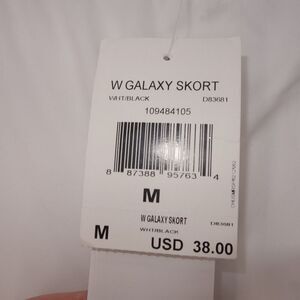 W GALAXY SKORT
WHT/BLACK D83681
109484105
8 87388 95763 4
M
W GALAXY SKORT D83681
WHT/BLACK
M USD 38.00